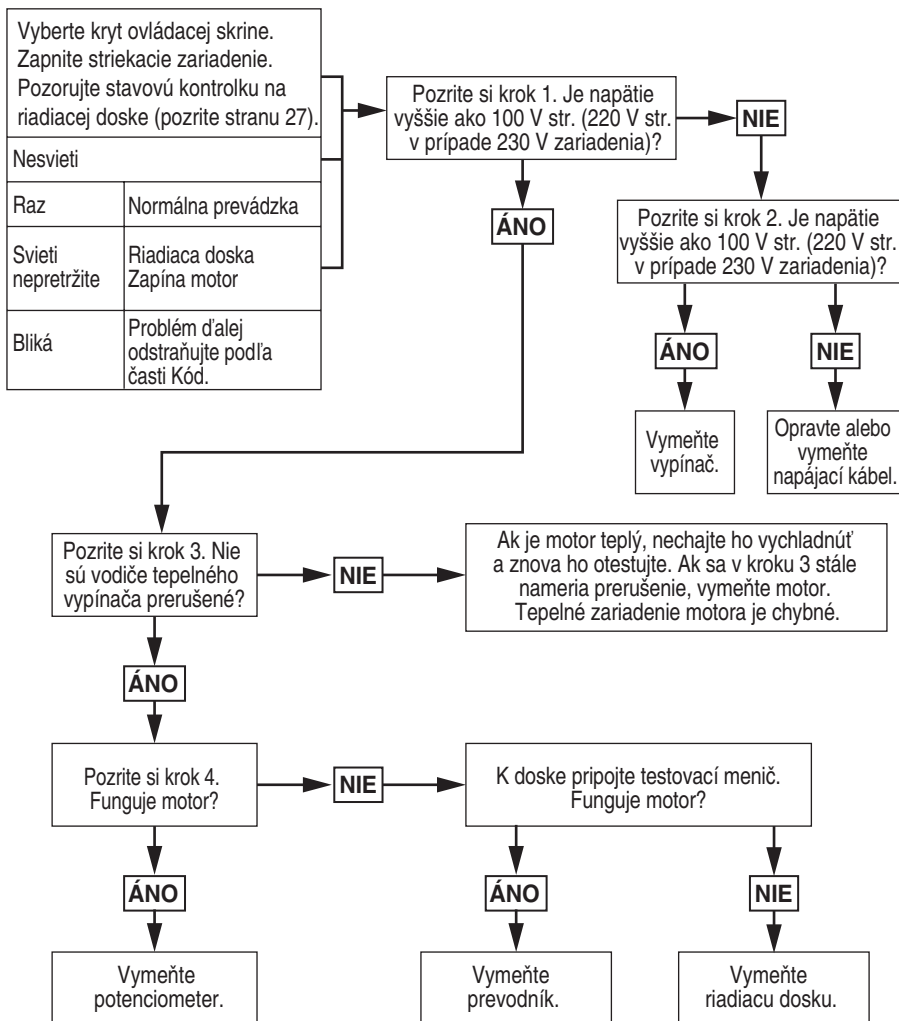 Vyberte kryt ovládacej skrine.
Zapnite striekacie zariadenie.
Pozorujte stavovú kontrolku na
riadiacej doske (pozrite stranu 27).
Nesvieti
Raz
Normálna prevádzka
Svieti
nepretržite
Riadiaca doska
Zapína motor
Bliká
Problém ďalej
odstraňujte podľa
časti Kód.
Pozrite si krok 1. Je napätie
vyššie ako 100 V str. (220 V str.
v prípade 230 V zariadenia)?
NIE
ÁNO
Pozrite si krok 2. Je napätie
vyššie ako 100 V str. (220 V str.
v prípade 230 V zariadenia)?
ÁNO
NIE
Vymeňte
vypínač.
Opravte alebo
vymeňte
napájací kábel.
Pozrite si krok 3. Nie
sú vodiče tepelného
vypínača prerušené?
NIE
Ak je motor teplý, nechajte ho vychladnúť
a znova ho otestujte. Ak sa v kroku 3 stále
nameria prerušenie, vymeňte motor.
Tepelné zariadenie motora je chybné.
ÁNO
Pozrite si krok 4.
Funguje motor?
NIE
K doske pripojte testovací menič.
Funguje motor?
ÁNO
ÁNO
NIE
Vymeňte
potenciometer.
Vymeňte
prevodník.
Vymeňte
riadiacu dosku.